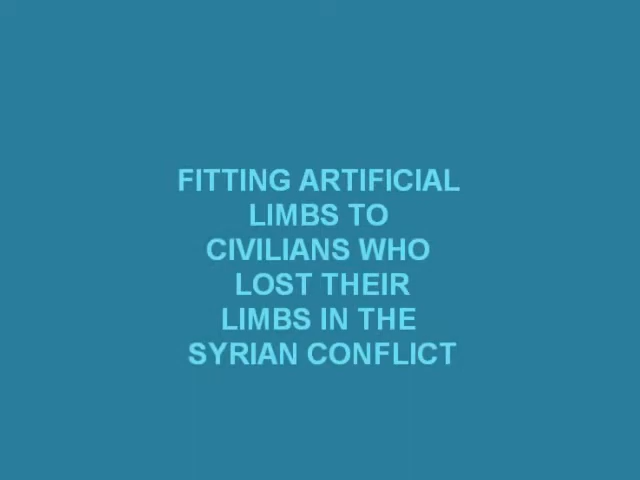 FITTING ARTIFICIAL
LIMBS TO
CIVILIANS WHO
LOST THEIR
LIMBS IN THE
SYRIAN CONFLICT